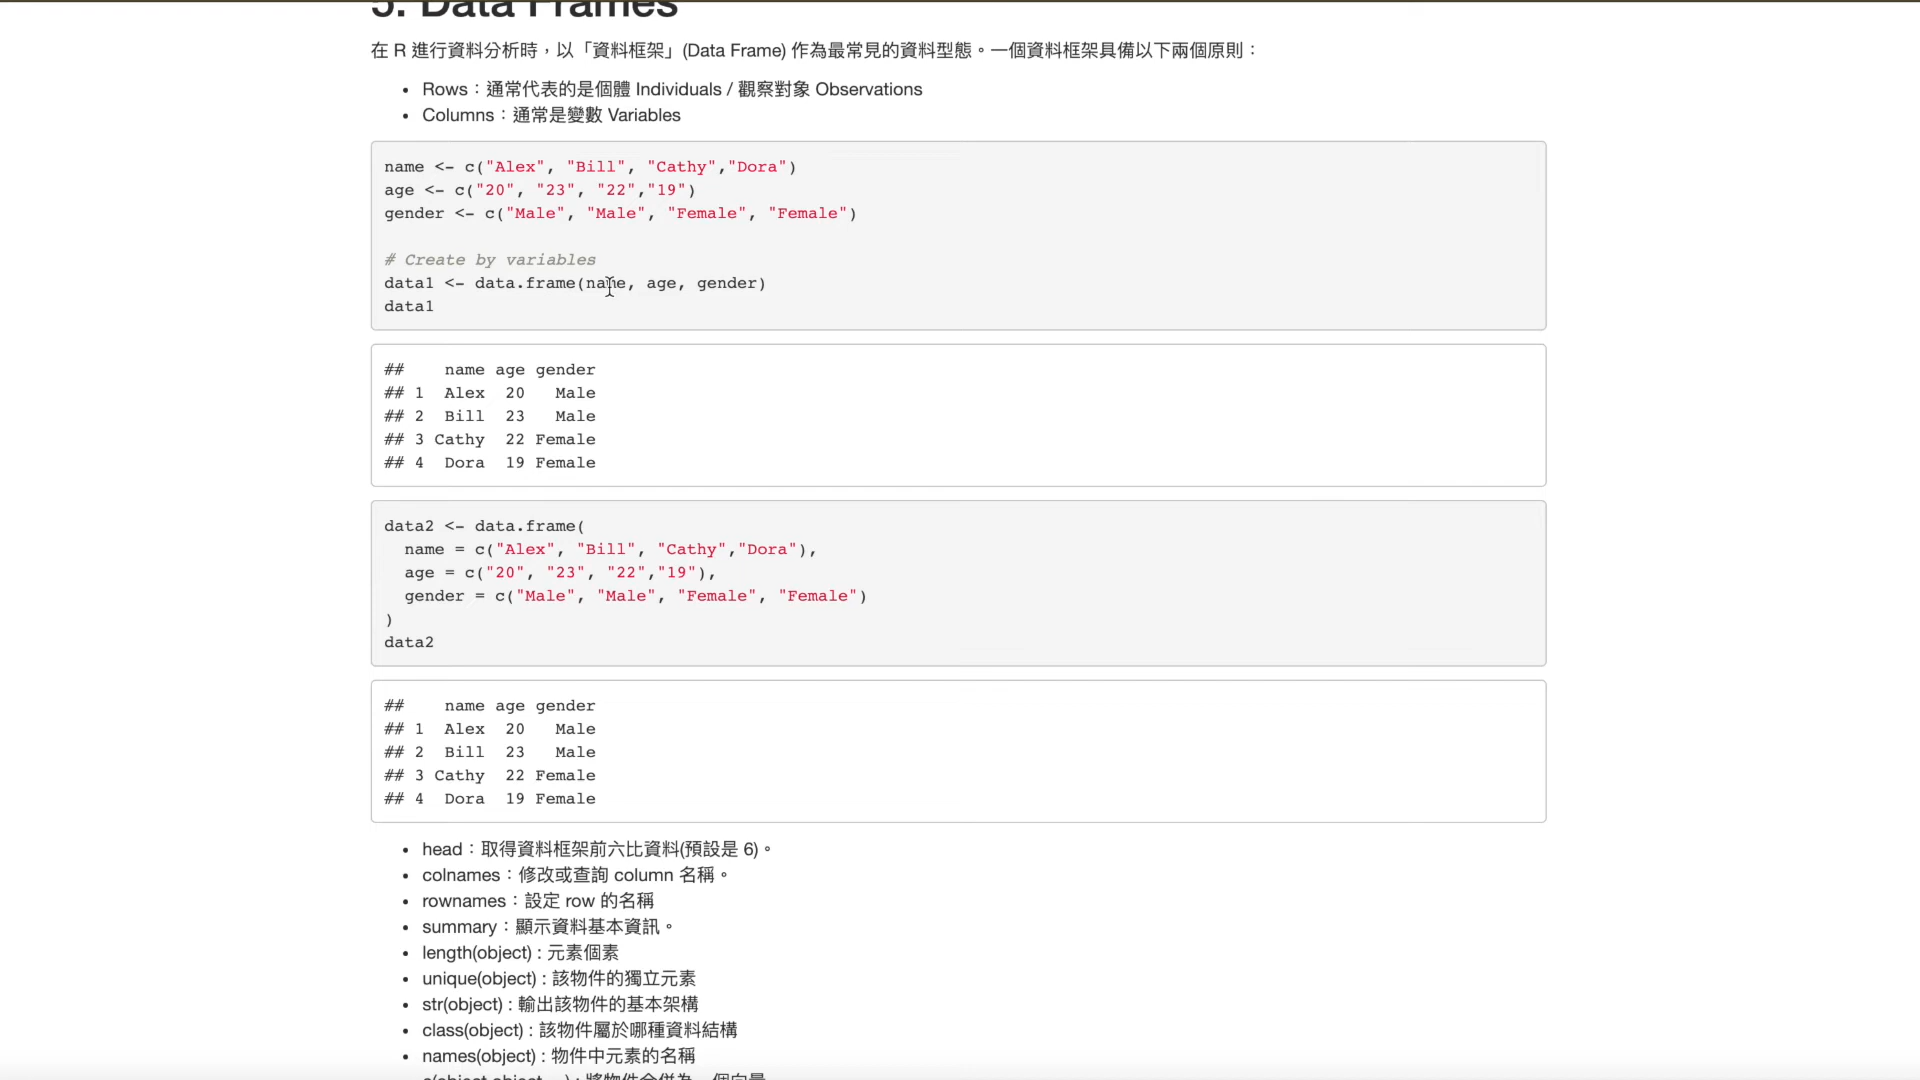 5. Data Frames
在 R 進行資料分析時，以「資料框架」(Data Frame) 作為最常見的資料型態。一個資料框架具備以下兩個原則：
• Rows：通常代表的是個體 Individuals / 觀察對象 Observations
• Columns：通常是變數 Variables
name <- c("Alex", "Bill", "Cathy","Dora")
age <- c("20", "23", "22","19")
gender <- c("Male", "Male", "Female", "Female")
# Create by variables
data1 <- data.frame(name, age, gender)
data1
##    name age gender
## 1  Alex  20   Male
## 2  Bill  23   Male
## 3 Cathy  22 Female
## 4  Dora  19 Female
data2 <- data.frame(
  name = c("Alex", "Bill", "Cathy","Dora"),
  age = c("20", "23", "22","19"),
  gender = c("Male", "Male", "Female", "Female")
)
data2
##    name age gender
## 1  Alex  20   Male
## 2  Bill  23   Male
## 3 Cathy  22 Female
## 4  Dora  19 Female
• head：取得資料框架前六比資料(預設是 6)。
• colnames：修改或查詢 column 名稱。
• rownames：設定 row 的名稱
• summary：顯示資料基本資訊。
• length(object) : 元素個素
• unique(object) : 該物件的獨立元素
• str(object) : 輸出該物件的基本架構
• class(object) : 該物件屬於哪種資料結構
• names(object) : 物件中元素的名稱